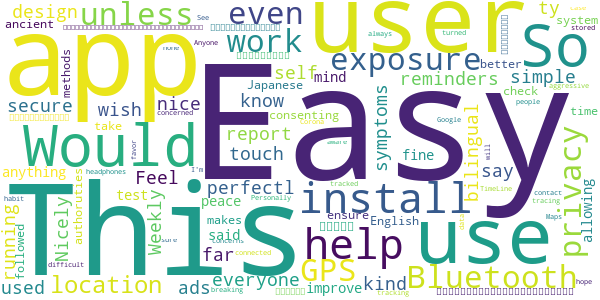 design
unless
even
user
ty
system
ancient
app
work
exposure
So
stored
See
always
turned
methods
Easy
self
mind
reminders
better
Anyone
concerned
secure
wish
nice
Japanese
know
simple
check
aggressive
people
Would
report
consenting
symptoms
bilingual
time
take
touch
fine
Google
privacy
anything
Feel
perfectly
say
will
allowing
favor
headphones
I'm
habit
test
peace
tracked
install
TimeLine
contact
tracing
running
authorities
Nicely
Weekly
makes
Personally
ensure
English
Maps
This
help
use
followed
said
concerns
sure
far
GPS
connected
difficult
used
location
ads
everyone
improve
kind
Bluetooth
breaking
tracking
hope